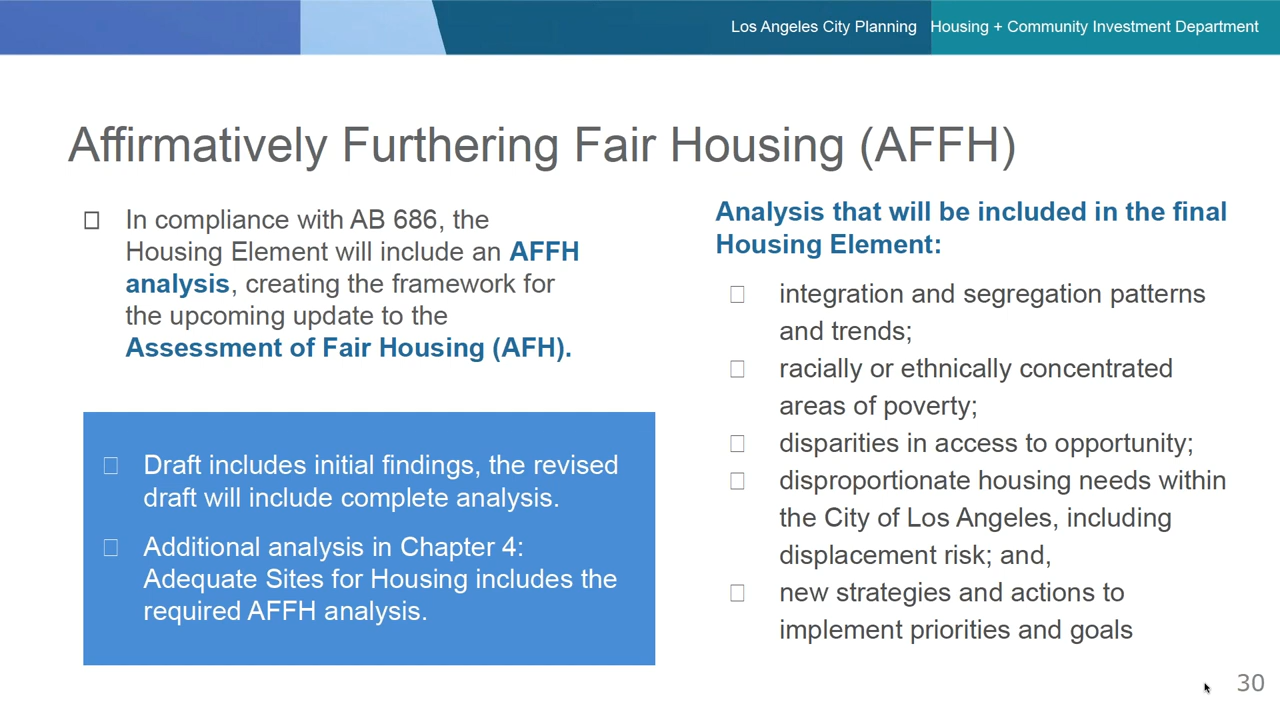 Los Angeles City Planning Housing + Community Investment Department
Affirmatively Furthering Fair Housing (AFFH)
In compliance with AB 686, the
Housing Element will include an AFFH
analysis, creating the framework for
the upcoming update to the
Assessment of Fair Housing (AFH).
Draft includes initial findings, the revised
draft will include complete analysis.
Additional analysis in Chapter 4:
Adequate Sites for Housing includes the
required AFFH analysis.
Analysis that will be included in the final
Housing Element:
integration and segregation patterns
and trends;
racially or ethnically concentrated
areas of poverty;
disparities in access to opportunity;
disproportionate housing needs within
the City of Los Angeles, including
displacement risk; and,
new strategies and actions to
implement priorities and goals
30